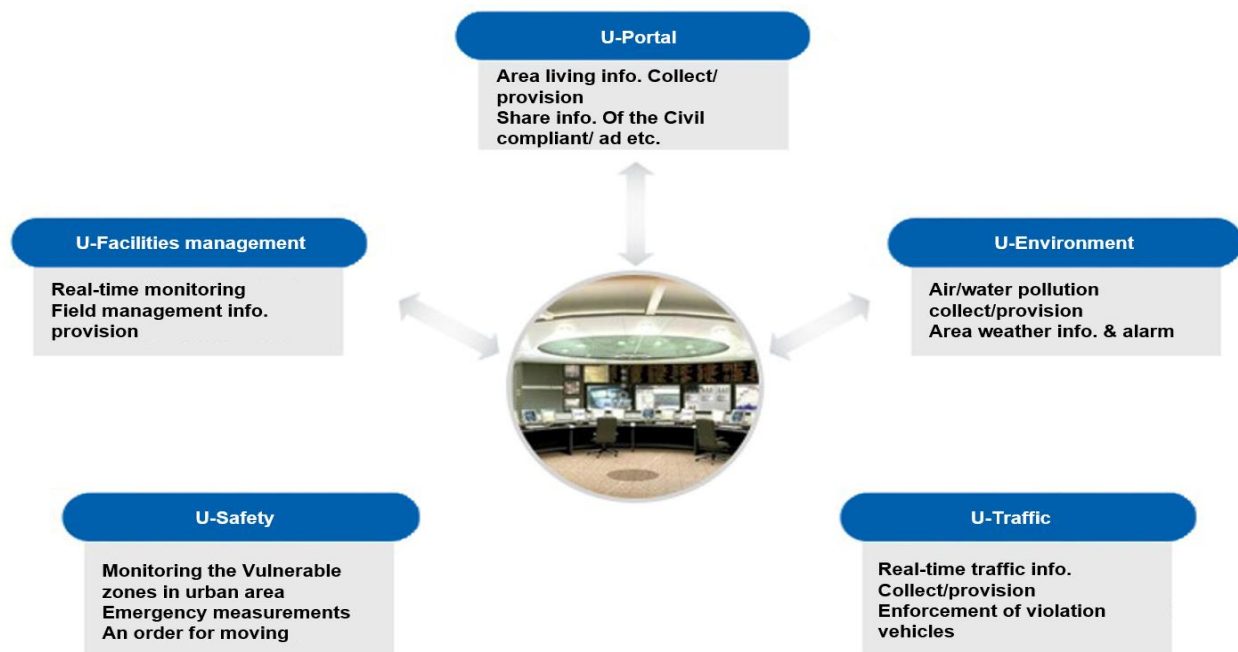 U-Portal
Area living info. Collect/
provision
Share info. Of the Civil
compliant/ ad etc.
U-Facilities management
Real-time monitoring
Field management info.
provision
U-Environment
Air/water pollution
collect/provision
Area weather info. & alarm
U-Safety
Monitoring the Vulnerable
zones in urban area
Emergency measurements
An order for moving
U-Traffic
Real-time traffic info.
Collect/provision
Enforcement of violation
vehicles